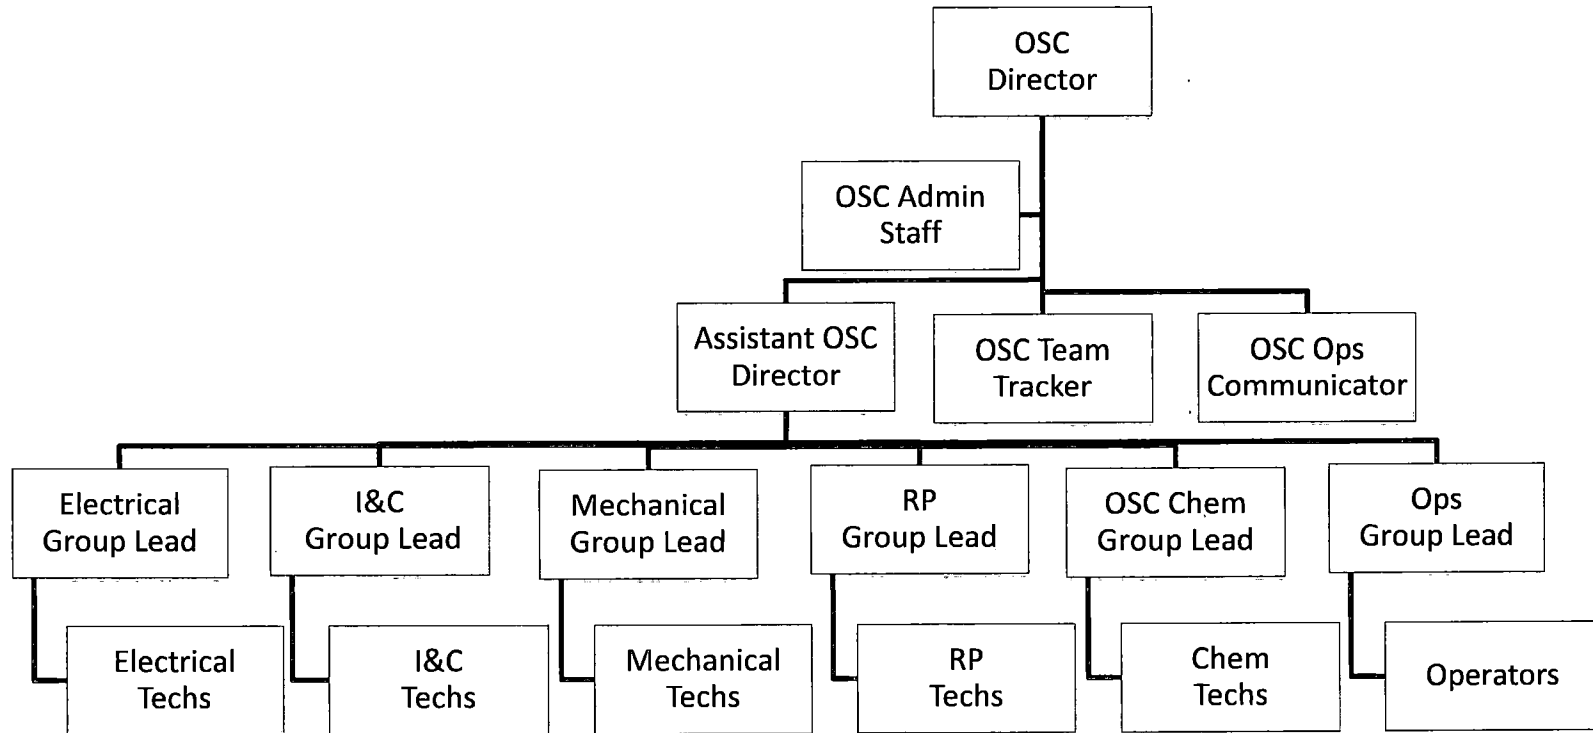 OSC
Director
OSC Admin
Staff
Assistant OSC
Director
OSC Team
Tracker
OSC Ops
Communicator
Electrical
Group Lead
I&C
Group Lead
Mechanical
Group Lead
RP
Group Lead
OSC Chem
Group Lead
Ops
Group Lead
Electrical
Techs
I&C
Techs
Mechanical
Techs
RP
Techs
Chem
Techs
Operators